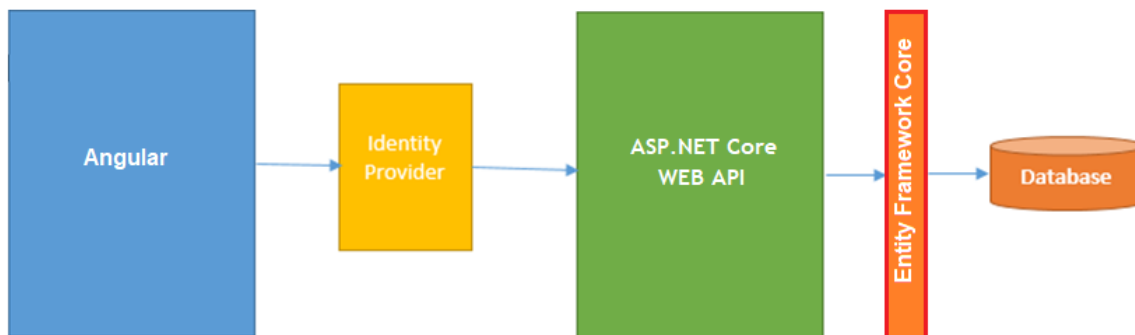 Angular
Identity
Provider
ASP.NET Core
WEB API
Entity Framework Core
Database